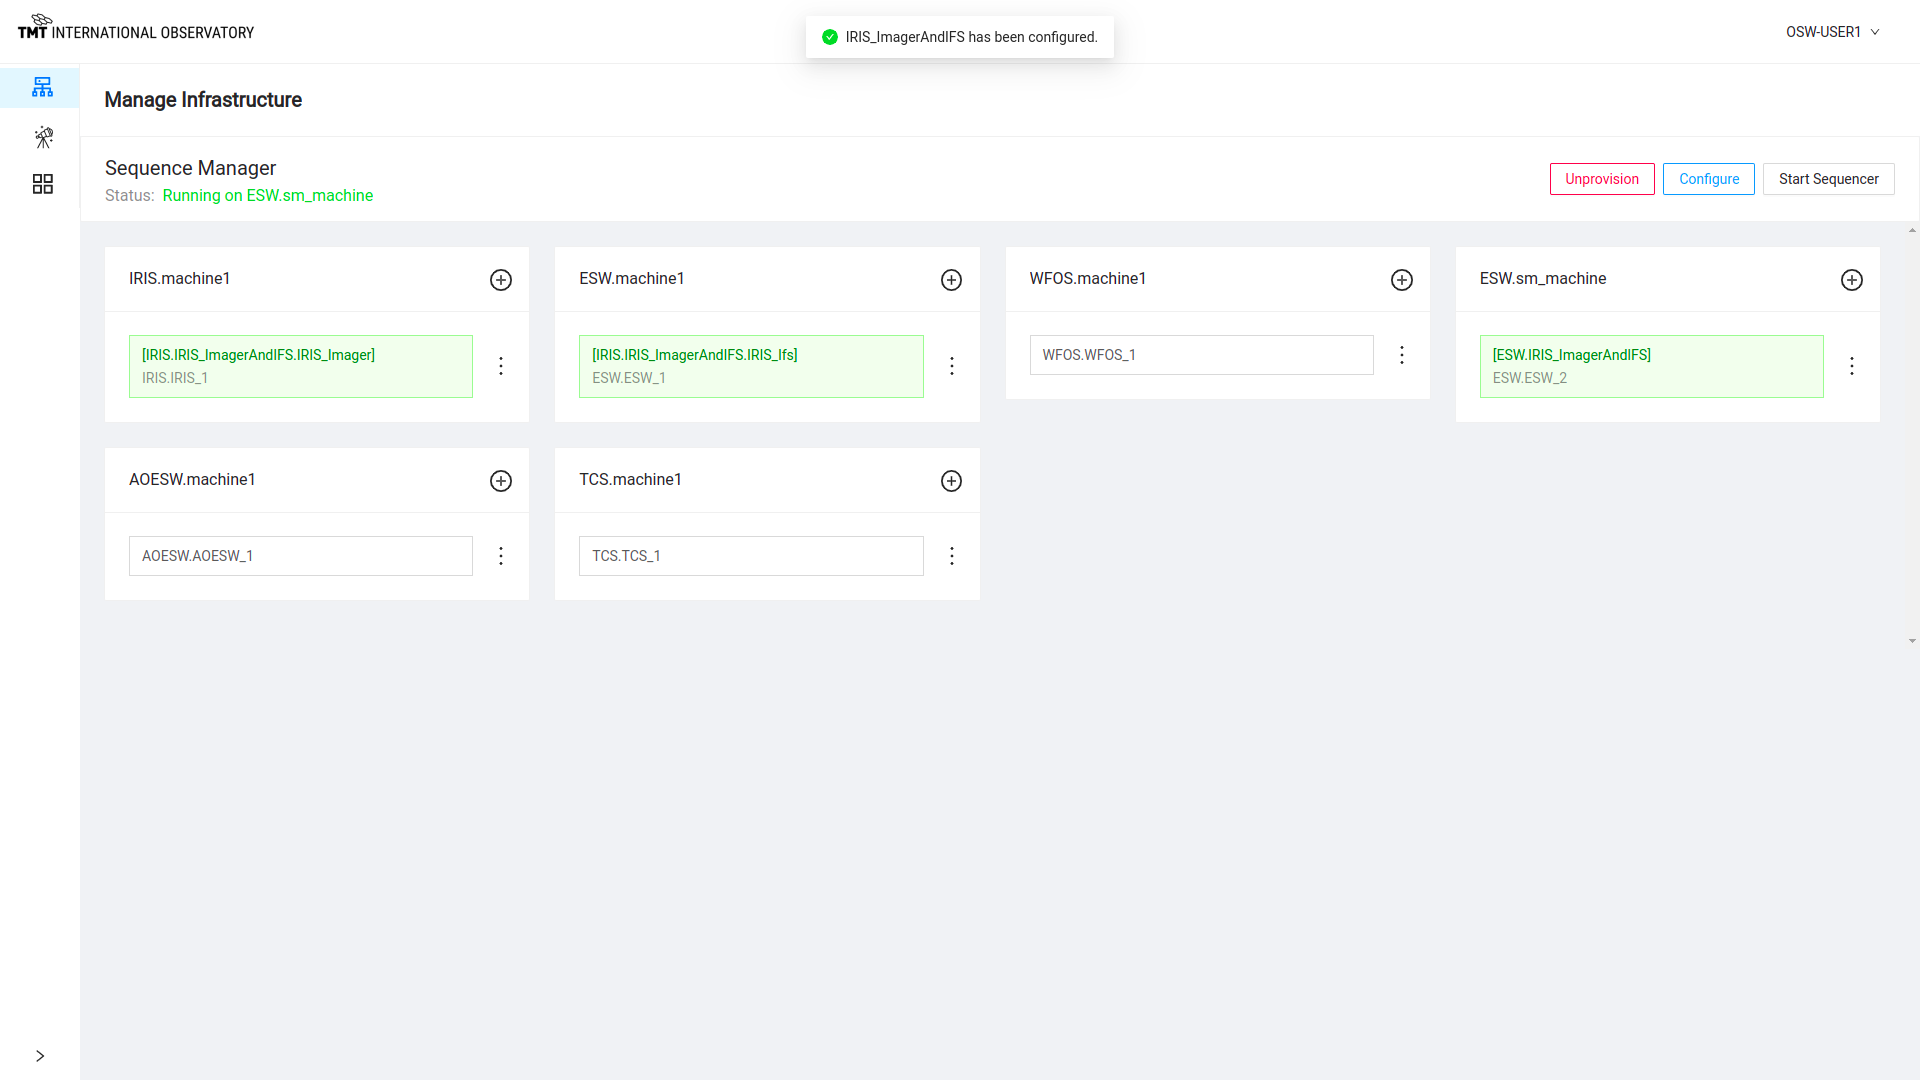 TMT INTERNATIONAL OBSERVATORY
IRIS_ImagerAndIFS has been configured.
OSW-USER1
Manage Infrastructure
Sequence Manager
Status: Running on ESW.sm_machine
Unprovision
Configure
Start Sequencer
IRIS.machine1
[IRIS.IRIS_ImagerAndIFS.IRIS_Imager]
IRIS.IRIS_1
ESW.machine1
[IRIS.IRIS_ImagerAndIFS.IRIS_Ifs]
ESW.ESW_1
WFOS.machine1
WFOS.WFOS_1
ESW.sm_machine
[ESW.IRIS_ImagerAndIFS]
ESW.ESW_2
AOESW.machine1
AOESW.AOESW_1
TCS.machine1
TCS.TCS_1